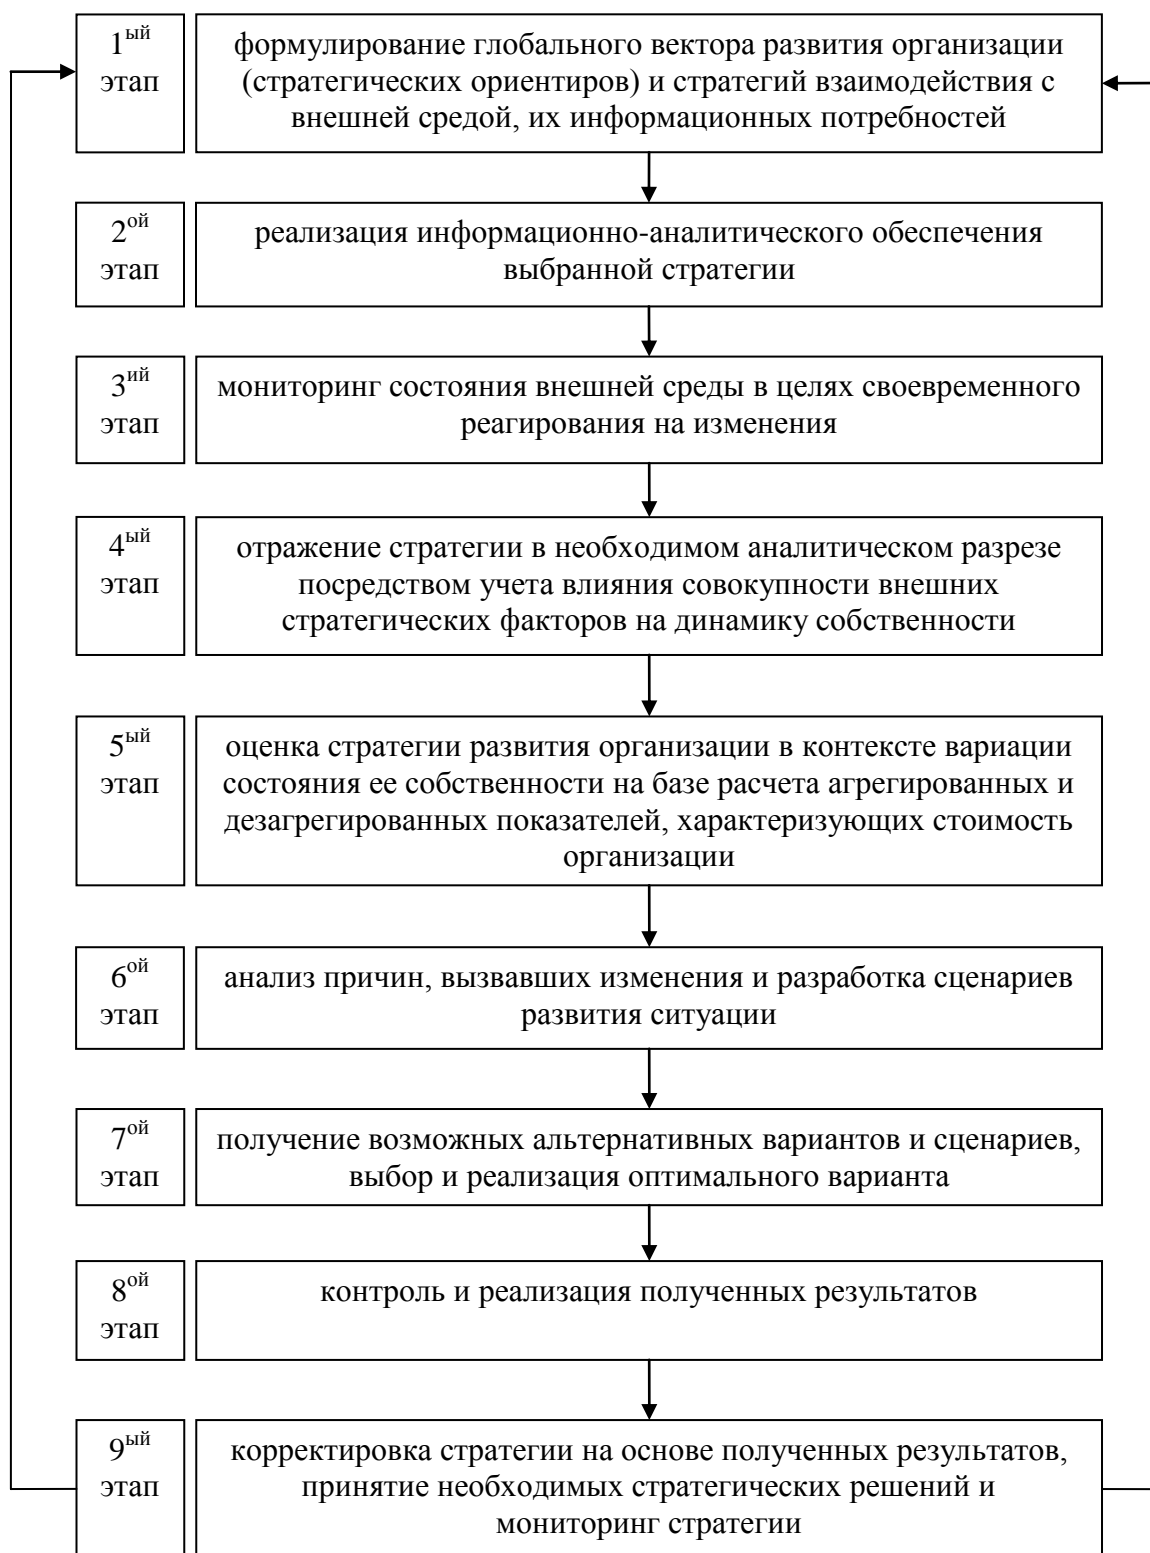 1ый
этап
формулирование глобального вектора развития организации
(стратегических ориентиров) и стратегий взаимодействия с
внешней средой, их информационных потребностей
2ой
этап
реализация информационно-аналитического обеспечения
выбранной стратегии
3ий
этап
мониторинг состояния внешней среды в целях своевременного
реагирования на изменения
4ый
этап
отражение стратегии в необходимом аналитическом разрезе
посредством учета влияния совокупности внешних
стратегических факторов на динамику собственности
5ый
этап
оценка стратегии развития организации в контексте вариации
состояния ее собственности на базе расчета агрегированных и
дезагрегированных показателей, характеризующих стоимость
организации
6ой
этап
анализ причин, вызвавших изменения и разработка сценариев
развития ситуации
7ой
этап
получение возможных альтернативных вариантов и сценариев,
выбор и реализация оптимального варианта
8ой
этап
контроль и реализация полученных результатов
9ый
этап
корректировка стратегии на основе полученных результатов,
принятие необходимых стратегических решений и
мониторинг стратегии